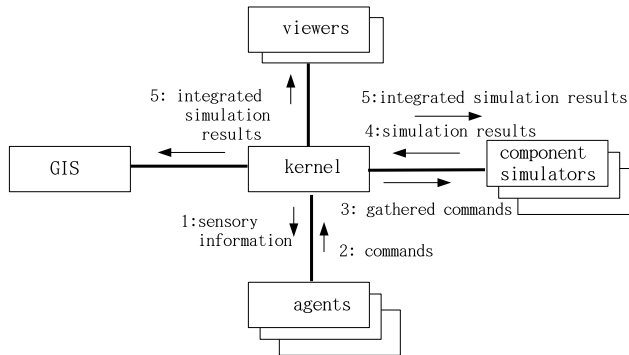 viewers
5: integrated
simulation
results
5:integrated simulation results
4:simulation results
GIS
kernel
component
simulators
3: gathered commands
1:sensory
information
2: commands
agents